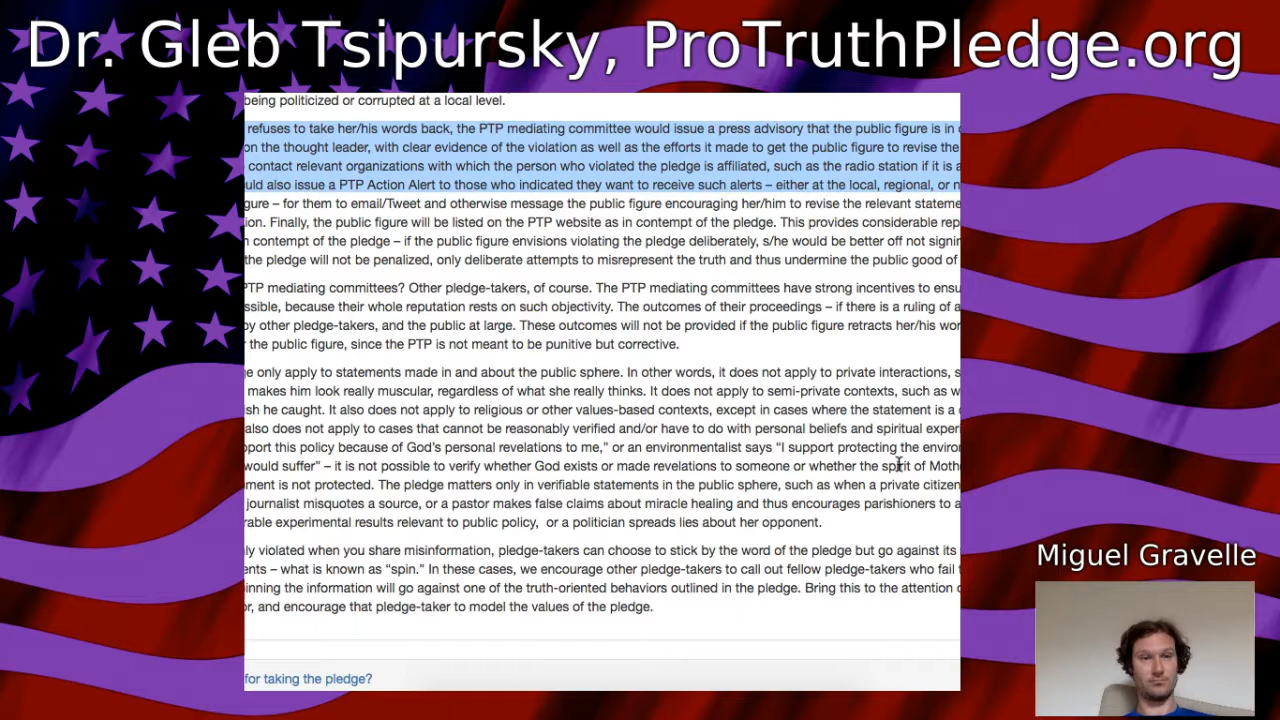 Dr. Gleb Tsipursky, ProTruthPledge.org
being politicized or corrupted at a local level.
refuses to take her/his words back, the PTP mediating committee would issue a press advisory that the public figure is in
on the thought leader, with clear evidence of the violation as well as the efforts it made to get the public figure to revise the
contact relevant organizations with which the person who violated the pledge is affiliated, such as the radio station if it is a
uld also issue a PTP Action Alert to those who indicated they want to receive such alerts – either at the local, regional, or n
gure – for them to email/Tweet and otherwise message the public figure encouraging her/him to revise the relevant stateme
ion. Finally, the public figure will be listed on the PTP website as in contempt of the pledge. This provides considerable rep
n contempt of the pledge – if the public figure envisions violating the pledge deliberately, s/he would be better off not signin
the pledge will not be penalized, only deliberate attempts to misrepresent the truth and thus undermine the public good of
PTP mediating committees? Other pledge-takers, of course. The PTP mediating committees have strong incentives to ensu
ssible, because their whole reputation rests on such objectivity. The outcomes of their proceedings – if there is a ruling of a
by other pledge-takers, and the public at large. These outcomes will not be provided if the public figure retracts her/his wor
the public figure, since the PTP is not meant to be punitive but corrective.
e only apply to statements made in and about the public sphere. In other words, it does not apply to private interactions, s
makes him look really muscular, regardless of what she really thinks. It does not apply to semi-private contexts, such as w
sh he caught. It also does not apply to religious or other values-based contexts, except in cases where the statement is a
also does not apply to cases that cannot be reasonably verified and/or have to do with personal beliefs and spiritual experi
pport this policy because of God's personal revelations to me," or an environmentalist says "I support protecting the environ
would suffer" – it is not possible to verify whether God exists or made revelations to someone or whether the spirit of Moth
ment is not protected. The pledge matters only in verifiable statements in the public sphere, such as when a private citizen
journalist misquotes a source, or a pastor makes false claims about miracle healing and thus encourages parishioners to a
rable experimental results relevant to public policy, or a politician spreads lies about her opponent.
ly violated when you share misinformation, pledge-takers can choose to stick by the word of the pledge but go against its
ents – what is known as "spin." In these cases, we encourage other pledge-takers to call out fellow pledge-takers who fail t
inning the information will go against one of the truth-oriented behaviors outlined in the pledge. Bring this to the attention
or, and encourage that pledge-taker to model the values of the pledge.
for taking the pledge?
Miguel Gravelle